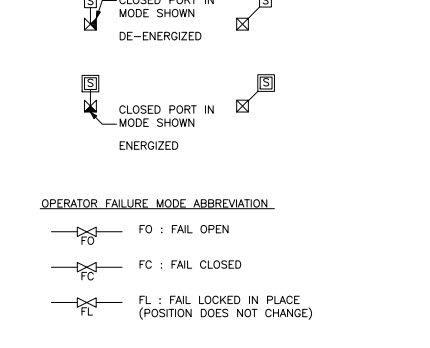 S
S
CLOSED PORT IN
MODE SHOWN
DE-ENERGIZED
S
S
CLOSED PORT IN
MODE SHOWN
ENERGIZED
OPERATOR FAILURE MODE ABBREVIATION
FO
FO : FAIL OPEN
FC
FC : FAIL CLOSED
FL
FL : FAIL LOCKED IN PLACE
(POSITION DOES NOT CHANGE)